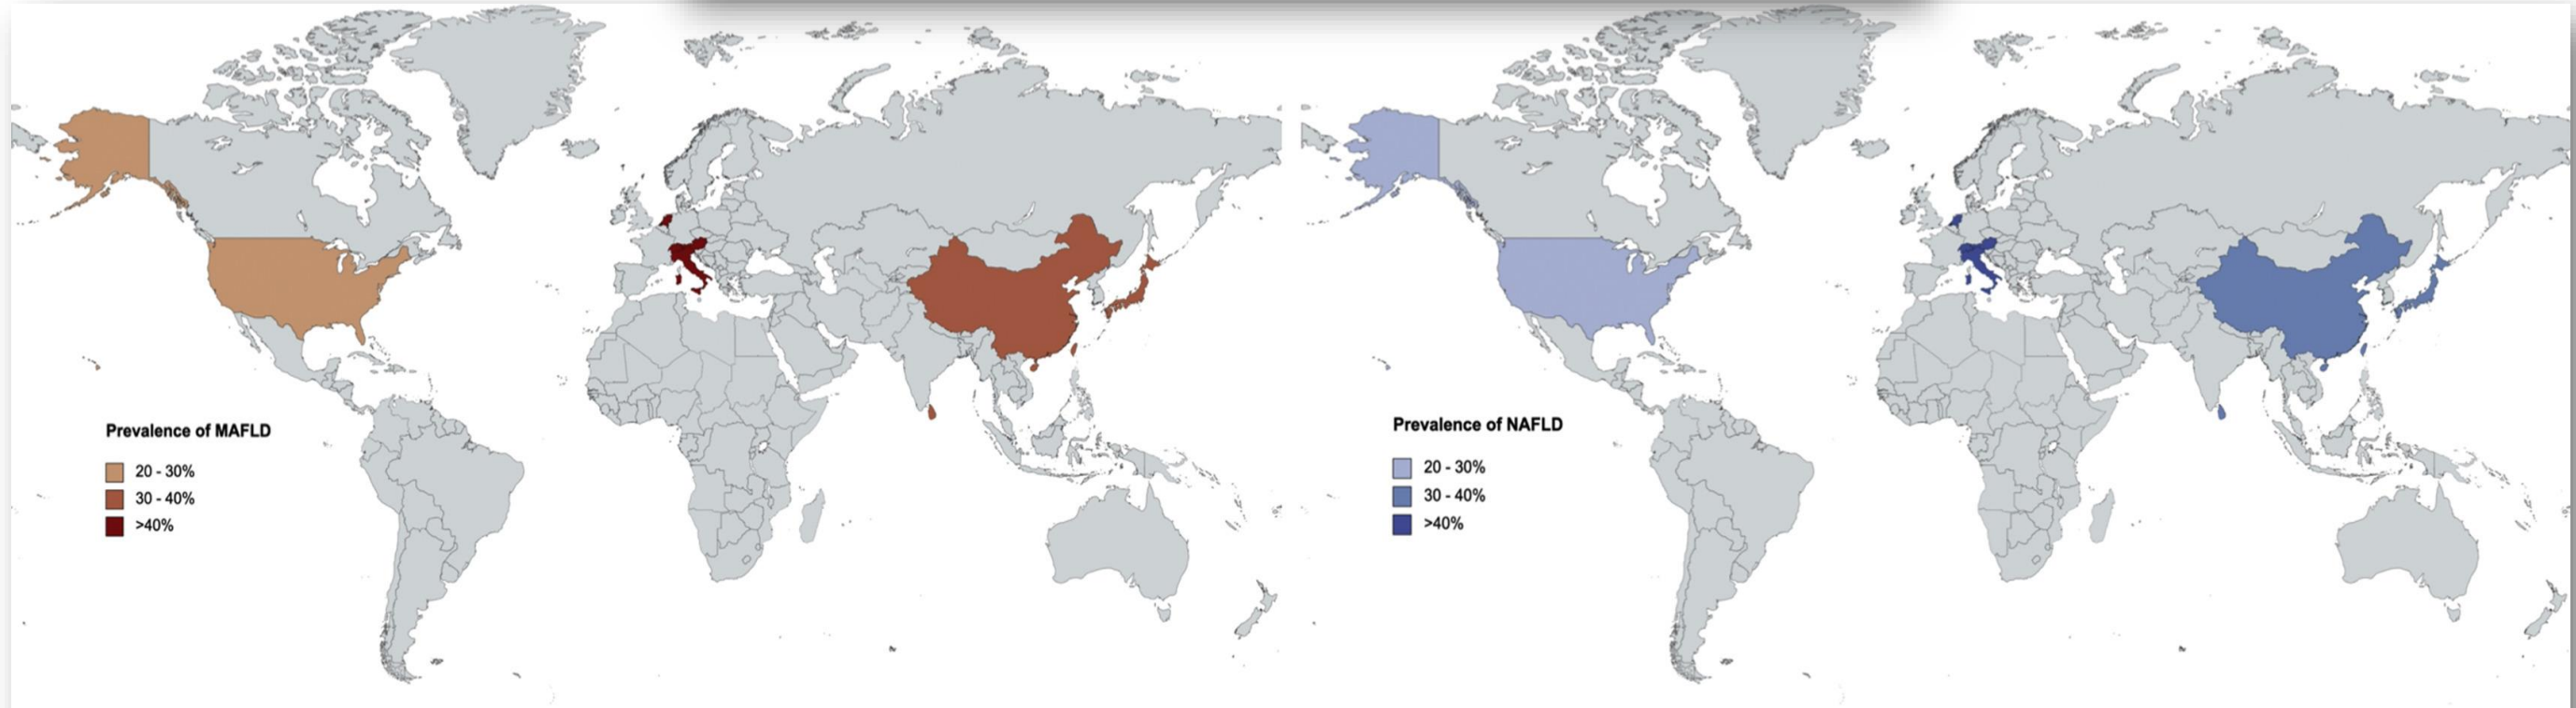 Prevalence of MAFLD
20 - 30%
30 - 40%
>40%
Prevalence of NAFLD
20 - 30%
30 - 40%
>40%